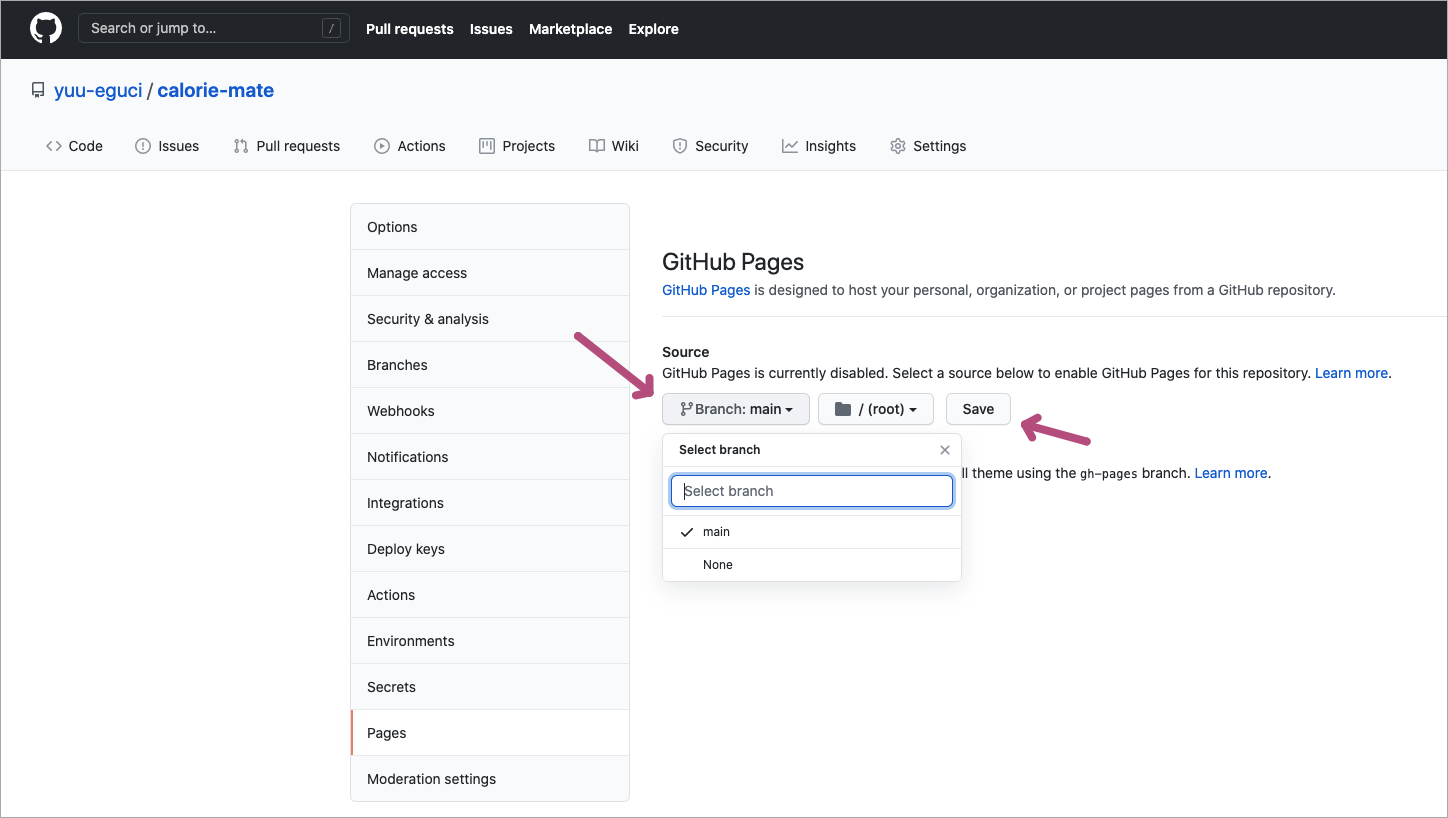 Search or jump to... /
Pull requests Issues Marketplace Explore
yuu-eguci / calorie-mate
Code Issues Pull requests Actions Projects Wiki Security Insights Settings
Options
Manage access
Security & analysis
Branches
Webhooks
Notifications
Integrations
Deploy keys
Actions
Environments
Secrets
Pages
Moderation settings
GitHub Pages
GitHub Pages is designed to host your personal, organization, or project pages from a GitHub repository.
Source
GitHub Pages is currently disabled. Select a source below to enable GitHub Pages for this repository. Learn more.
Branch: main / (root) Save
Select branch
ll theme using the gh-pages branch. Learn more.
Select branch
main
None